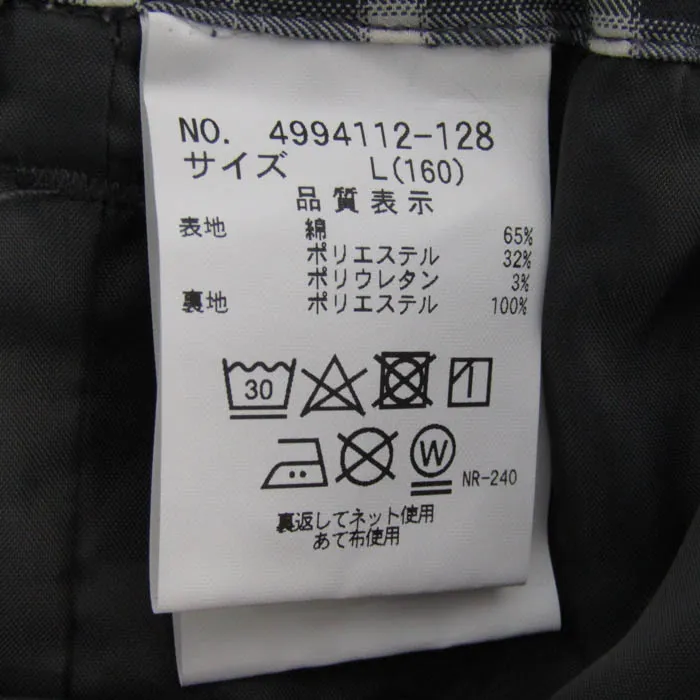 NO. 4994112-128
サイズ L(160)
品質表示
表地 綿 65%
ポリエステル 32%
ポリウレタン 3%
裏地 ポリエステル 100%
30
W
NR-240
裏返してネット使用
あて布使用